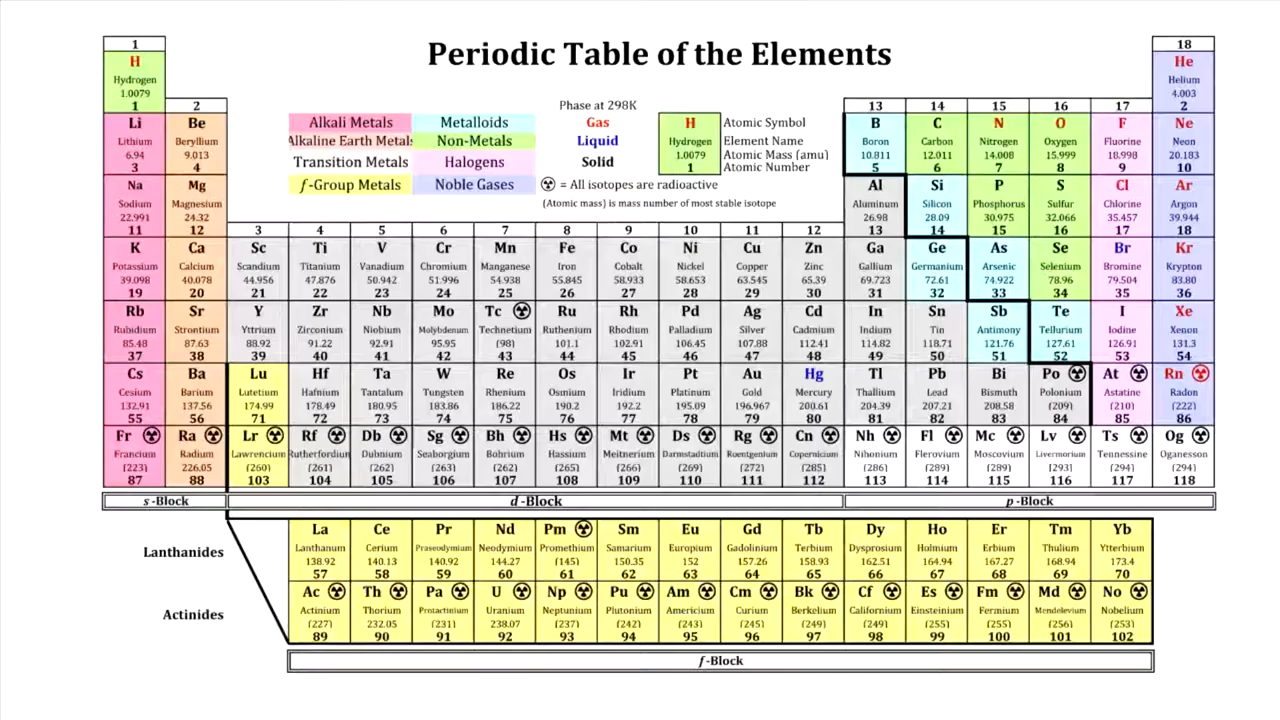 1
18
Periodic Table of the Elements
H
Hydrogen
1.0079
1
2
He
Helium
4.003
2
Phase at 298K
Gas
Liquid
Solid
Alkali Metals
Metalloids
Alkaline Earth Metals
Non-Metals
Transition Metals
Halogens
f-Group Metals
Noble Gases
H
Hydrogen
1.0079
1
Atomic Symbol
Element Name
Atomic Mass (amu)
Atomic Number
= All isotopes are radioactive
(Atomic mass) is mass number of most stable isotope
13 14 15 16 17
Li Be B C N O F Ne
Lithium Beryllium Boron Carbon Nitrogen Oxygen Fluorine Neon
6.94 9.013 10.811 12.011 14.008 15.999 18.998 20.183
3 4 5 6 7 8 9 10
Na Mg Al Si P S Cl Ar
Sodium Magnesium Aluminum Silicon Phosphorus Sulfur Chlorine Argon
22.991 24.32 26.98 28.09 30.975 32.066 35.457 39.944
11 12 13 14 15 16 17 18
3 4 5 6 7 8 9 10 11 12
K Ca Sc Ti V Cr Mn Fe Co Ni Cu Zn Ga Ge As Se Br Kr
Potassium Calcium Scandium Titanium Vanadium Chromium Manganese Iron Cobalt Nickel Copper Zinc Gallium Germanium Arsenic Selenium Bromine Krypton
39.098 40.078 44.956 47.876 50.942 51.996 54.938 55.845 58.933 58.653 63.545 65.39 69.723 72.61 74.922 78.96 79.504 83.80
19 20 21 22 23 24 25 26 27 28 29 30 31 32 33 34 35 36
Rb Sr Y Zr Nb Mo Tc Ru Rh Pd Ag Cd In Sn Sb Te I Xe
Rubidium Strontium Yttrium Zirconium Niobium Molybdenum Technetium Ruthenium Rhodium Palladium Silver Cadmium Indium Tin Antimony Tellurium Iodine Xenon
85.48 87.63 88.92 91.22 92.91 95.95 (98) 101.1 102.91 106.45 107.88 112.41 114.82 118.71 121.76 127.61 126.91 131.3
37 38 39 40 41 42 43 44 45 46 47 48 49 50 51 52 53 54
Cs Ba Lu Hf Ta W Re Os Ir Pt Au Hg Tl Pb Bi Po At Rn
Cesium Barium Lutetium Hafnium Tantalum Tungsten Rhenium Osmium Iridium Platinum Gold Mercury Thallium Lead Bismuth Polonium Astatine Radon
132.91 137.56 174.99 178.49 180.95 183.86 186.22 190.2 192.2 195.09 196.967 200.61 204.39 207.21 208.58 (209) (210) (222)
55 56 71 72 73 74 75 76 77 78 79 80 81 82 83 84 85 86
Fr Ra Lr Rf Db Sg Bh Hs Mt Ds Rg Cn Nh Fl Mc Lv Ts Og
Francium Radium Lawrencium Rutherfordium Dubnium Seaborgium Bohrium Hassium Meitnerium Darmstadtium Roentgenium Copernicium Nihonium Flerovium Moscovium Livermorium Tennessine Oganesson
(223) 226.05 (260) (261) (262) (263) (262) (265) (266) (269) (272) (285) (286) (289) (289) (293) (294) (294)
87 88 103 104 105 106 107 108 109 110 111 112 113 114 115 116 117 118
s-Block d-Block p-Block
Lanthanides
La Ce Pr Nd Pm Sm Eu Gd Tb Dy Ho Er Tm Yb
Lanthanum Cerium Praseodymium Neodymium Promethium Samarium Europium Gadolinium Terbium Dysprosium Holmium Erbium Thulium Ytterbium
138.92 140.13 140.92 144.27 (145) 150.35 152 157.26 158.93 162.51 164.94 167.27 168.94 173.4
57 58 59 60 61 62 63 64 65 66 67 68 69 70
Actinides
Ac Th Pa U Np Pu Am Cm Bk Cf Es Fm Md No
Actinium Thorium Protactinium Uranium Neptunium Plutonium Americium Curium Berkelium Californium Einsteinium Fermium Mendelevium Nobelium
(227) 232.05 (231) 238.07 (237) (242) (243) (245) (249) (249) (255) (255) (256) (253)
89 90 91 92 93 94 95 96 97 98 99 100 101 102
f-Block